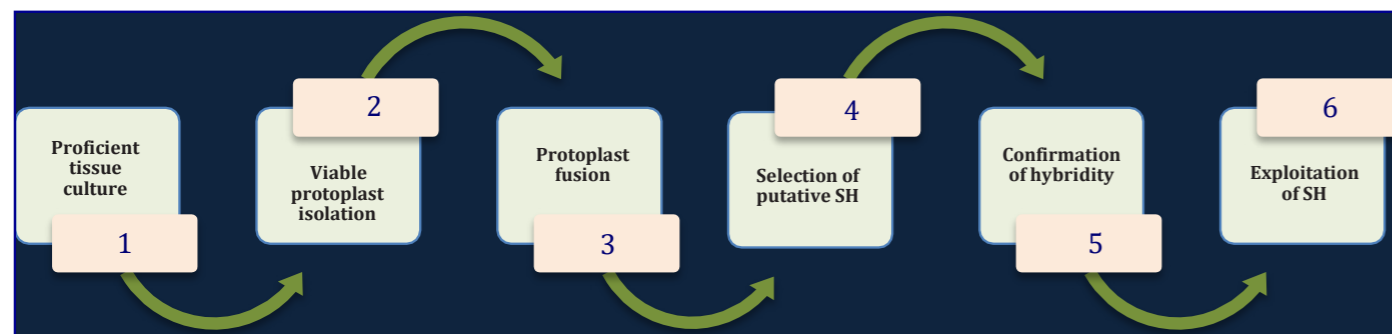 Proficient
tissue
culture
1
2
Viable
protoplast
isolation
Protoplast
fusion
3
4
Selection of
putative SH
Confirmation
of hybridity
5
6
Exploitation
of SH